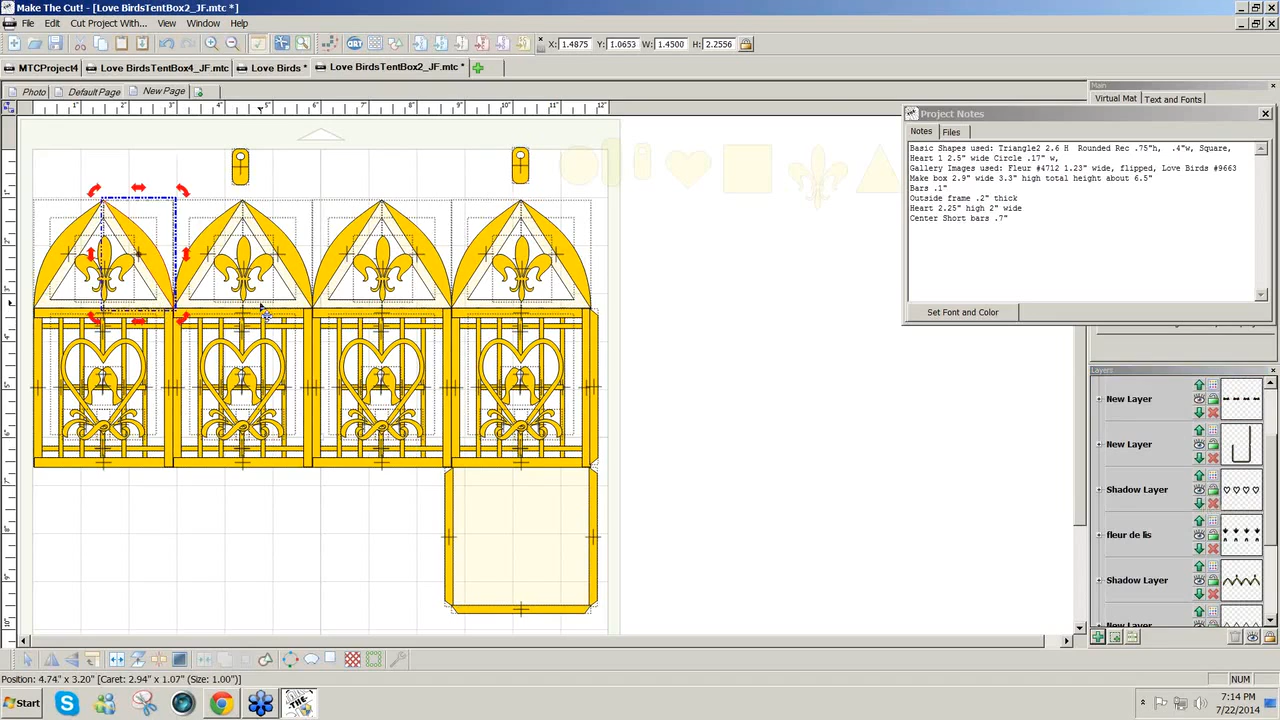 Make The Cut! - [Love BirdsTentBox2_JF.mtc *]
File Edit Cut Project With... View Window Help
X: 1.4875 Y: 1.0653 W: 1.4500 H: 2.2556
MTCProject4 Love BirdsTentBox4_JF.mtc Love Birds * Love BirdsTentBox2_JF.mtc *
Photo Default Page New Page
Main
Virtual Mat Text and Fonts
Project Notes
Notes Files
Basic Shapes used: Triangle2 2.6 H Rounded Rec .75"h, .4"w, Square,
Heart 1 2.5" wide Circle .17" w,
Gallery Images used: Fleur #4712 1.23" wide, flipped, Love Birds #9663
Make box 2.9" wide 3.3" high total height about 6.5"
Bars .1"
Outside frame .2" thick
Heart 2.25" high 2" wide
Center Short bars .7"
Set Font and Color
Layers
New Layer
New Layer
Shadow Layer
fleur de lis
Shadow Layer
New Layer
Position: 4.74" x 3.20" [Caret: 2.94" x 1.07" (Size: 1.00")]
NUM
Start
7:14 PM
7/22/2014